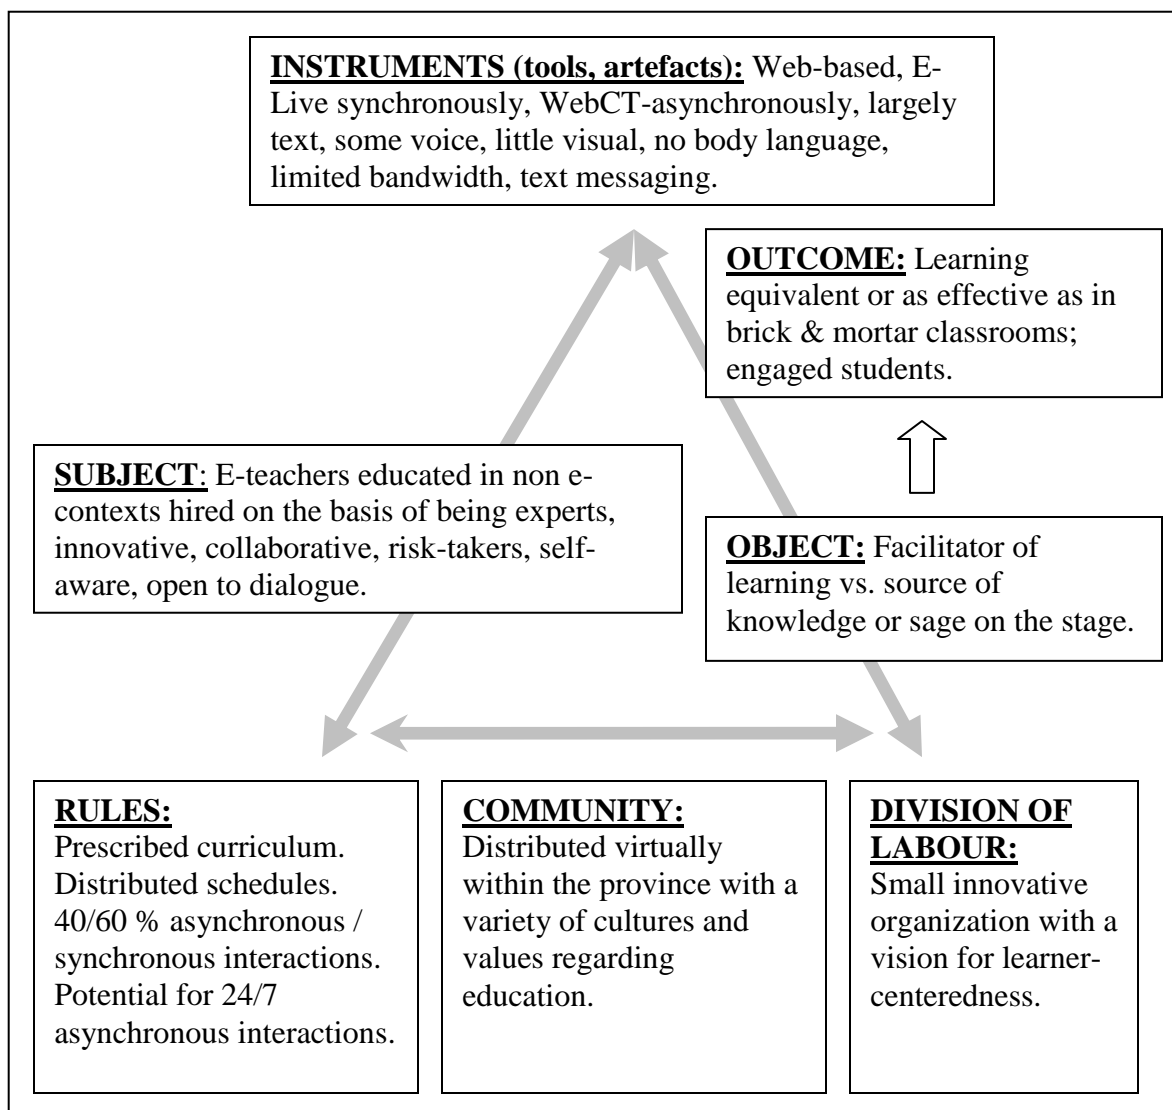 INSTRUMENTS (tools, artefacts): Web-based, E-
Live synchronously, WebCT-asynchronously, largely
text, some voice, little visual, no body language,
limited bandwidth, text messaging.
OUTCOME: Learning
equivalent or as effective as in
brick & mortar classrooms;
engaged students.
SUBJECT: E-teachers educated in non e-
contexts hired on the basis of being experts,
innovative, collaborative, risk-takers, self-
aware, open to dialogue.
OBJECT: Facilitator of
learning vs. source of
knowledge or sage on the stage.
RULES:
Prescribed curriculum.
Distributed schedules.
40/60 % asynchronous /
synchronous interactions.
Potential for 24/7
asynchronous interactions.
COMMUNITY:
Distributed virtually
within the province with a
variety of cultures and
values regarding
education.
DIVISION OF
LABOUR:
Small innovative
organization with a
vision for learner-
centeredness.